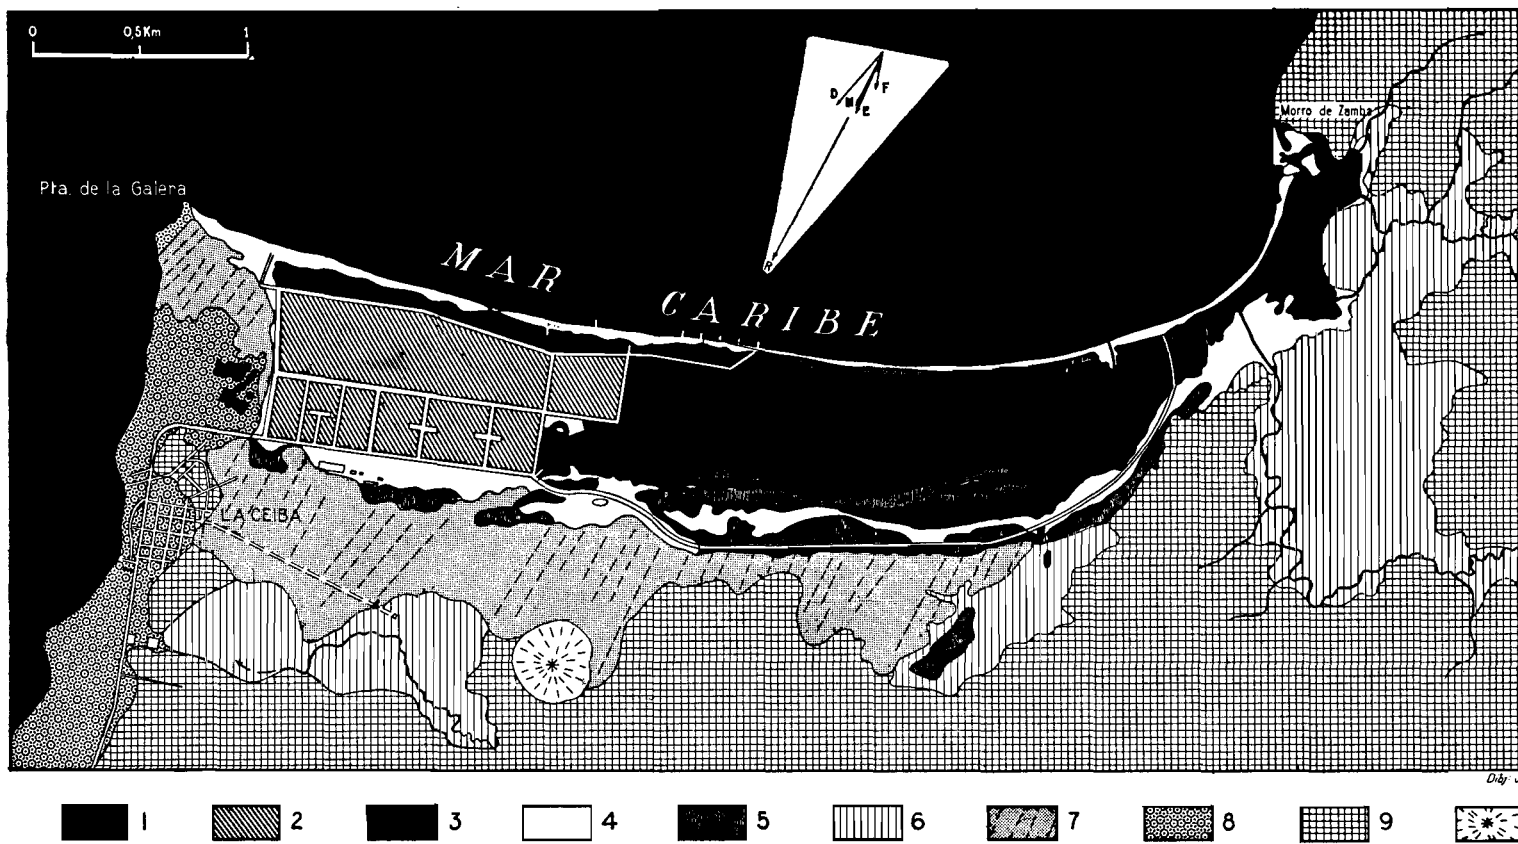 0 0,5Km 1
D N E F
R
Morro de Zamba
Pta. de la Galera
MAR CARIBE
LA CEIBA
Dibj:
1 2 3 4 5 6 7 8 9